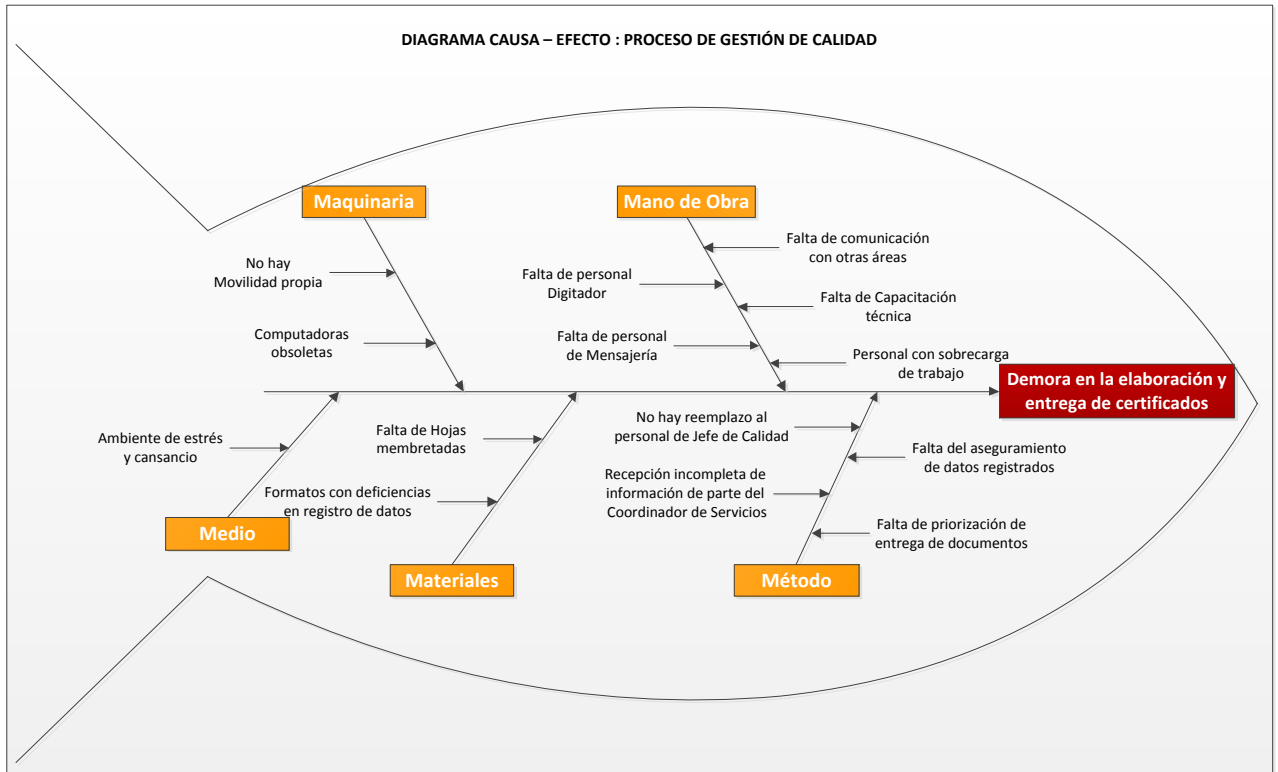 DIAGRAMA CAUSA – EFECTO : PROCESO DE GESTIÓN DE CALIDAD
Maquinaria
No hay
Movilidad propia
Computadoras
obsoletas
Mano de Obra
Falta de comunicación
con otras áreas
Falta de personal
Digitador
Falta de Capacitación
técnica
Falta de personal
de Mensajería
Personal con sobrecarga
de trabajo
Demora en la elaboración y
entrega de certificados
Ambiente de estrés
y cansancio
Medio
Falta de Hojas
membretadas
Formatos con deficiencias
en registro de datos
Materiales
No hay reemplazo al
personal de Jefe de Calidad
Falta del aseguramiento
de datos registrados
Recepción incompleta de
información de parte del
Coordinador de Servicios
Falta de priorización de
entrega de documentos
Método